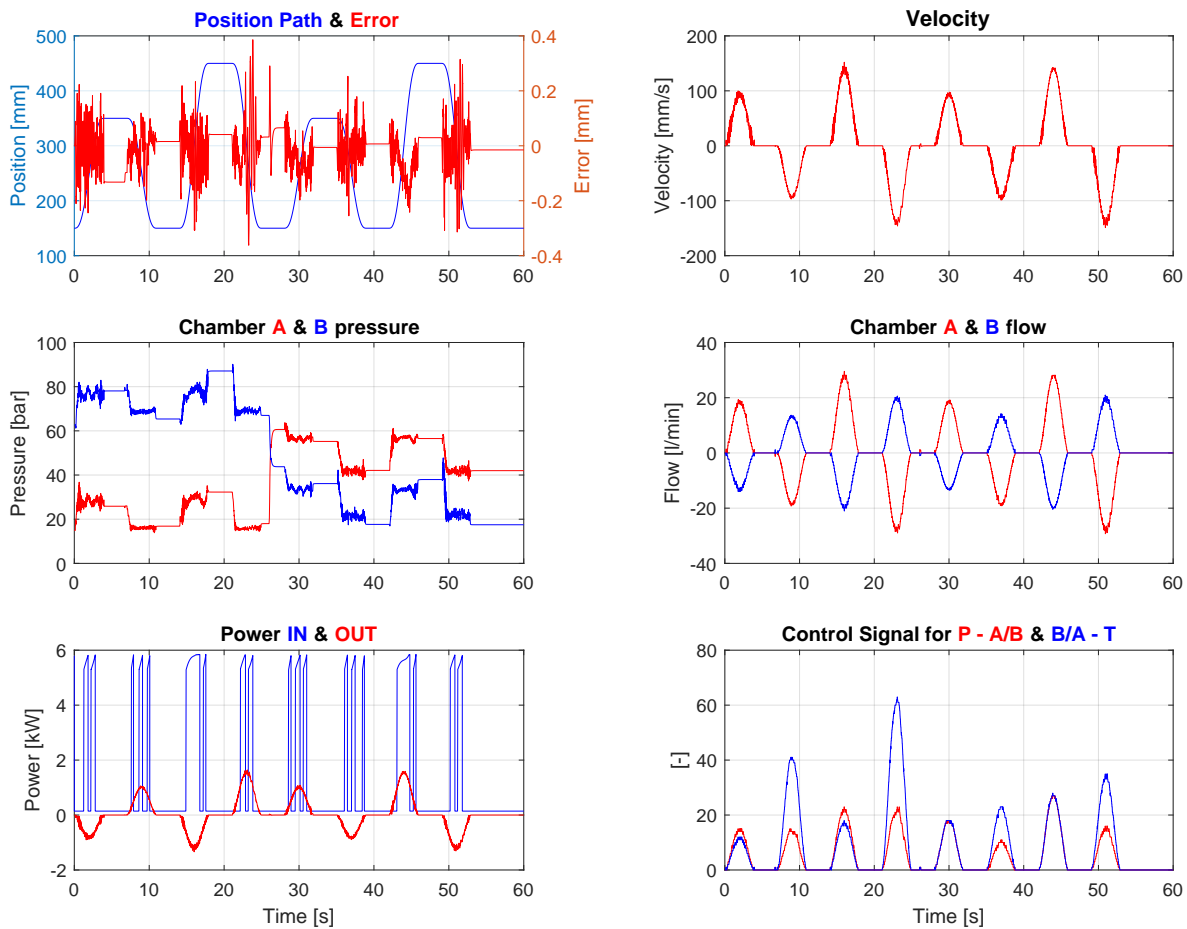 Position Path & Error
500
400
300
200
100
Position [mm]
0.4
0.2
0
-0.2
-0.4
Error [mm]
0 10 20 30 40 50 60
Velocity
200
100
0
-100
-200
Velocity [mm/s]
0 10 20 30 40 50 60
Chamber A & B pressure
100
80
60
40
20
0
Pressure [bar]
0 10 20 30 40 50 60
Chamber A & B flow
40
20
0
-20
-40
Flow [l/min]
0 10 20 30 40 50 60
Power IN & OUT
6
4
2
0
-2
Power [kW]
0 10 20 30 40 50 60
Time [s]
Control Signal for P - A/B & B/A - T
80
60
40
20
0
[-]
0 10 20 30 40 50 60
Time [s]